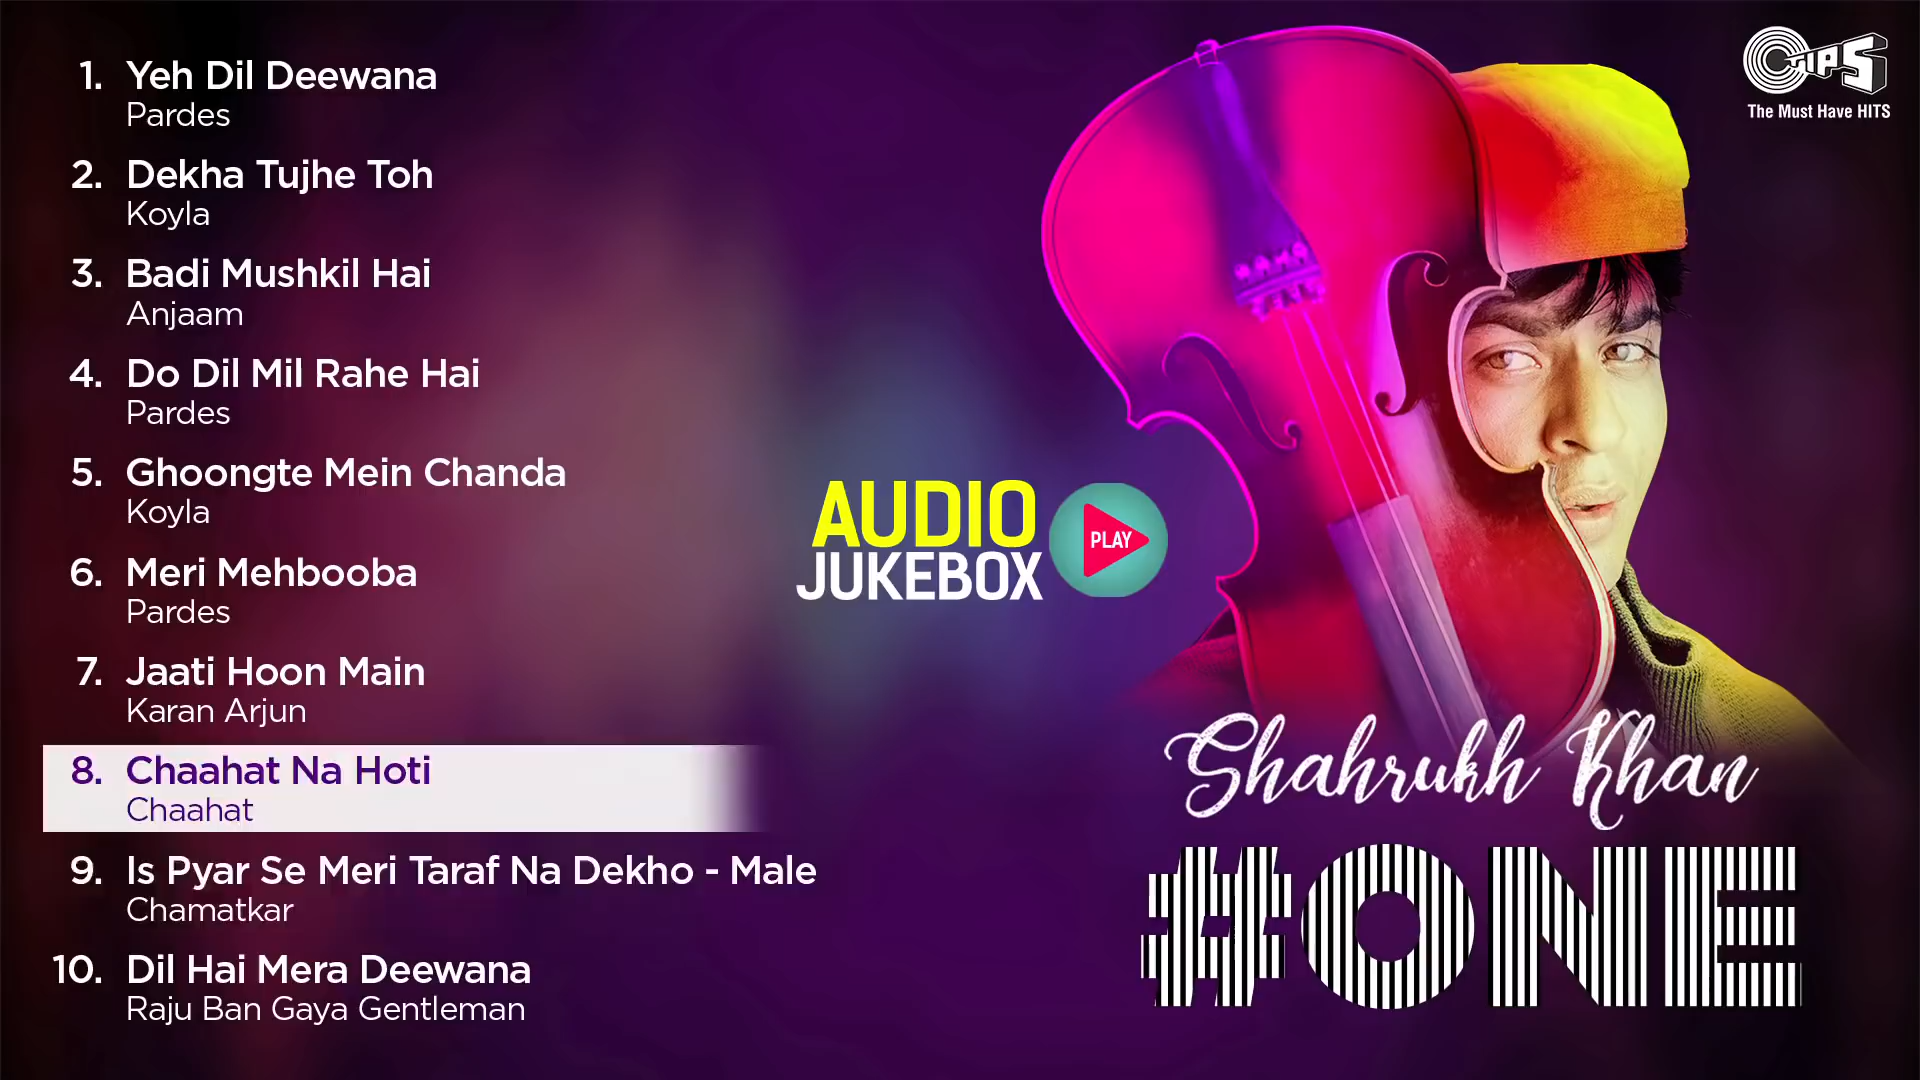 1. Yeh Dil Deewana
Pardes
2. Dekha Tujhe Toh
Koyla
3. Badi Mushkil Hai
Anjaam
4. Do Dil Mil Rahe Hai
Pardes
5. Ghoongte Mein Chanda
Koyla
6. Meri Mehbooba
Pardes
7. Jaati Hoon Main
Karan Arjun
8. Chaahat Na Hoti
Chaahat
9. Is Pyar Se Meri Taraf Na Dekho - Male
Chamatkar
10. Dil Hai Mera Deewana
Raju Ban Gaya Gentleman
AUDIO
JUKEBOX
PLAY
TIPS
The Must Have HITS
Shahrukh Khan
#ONE